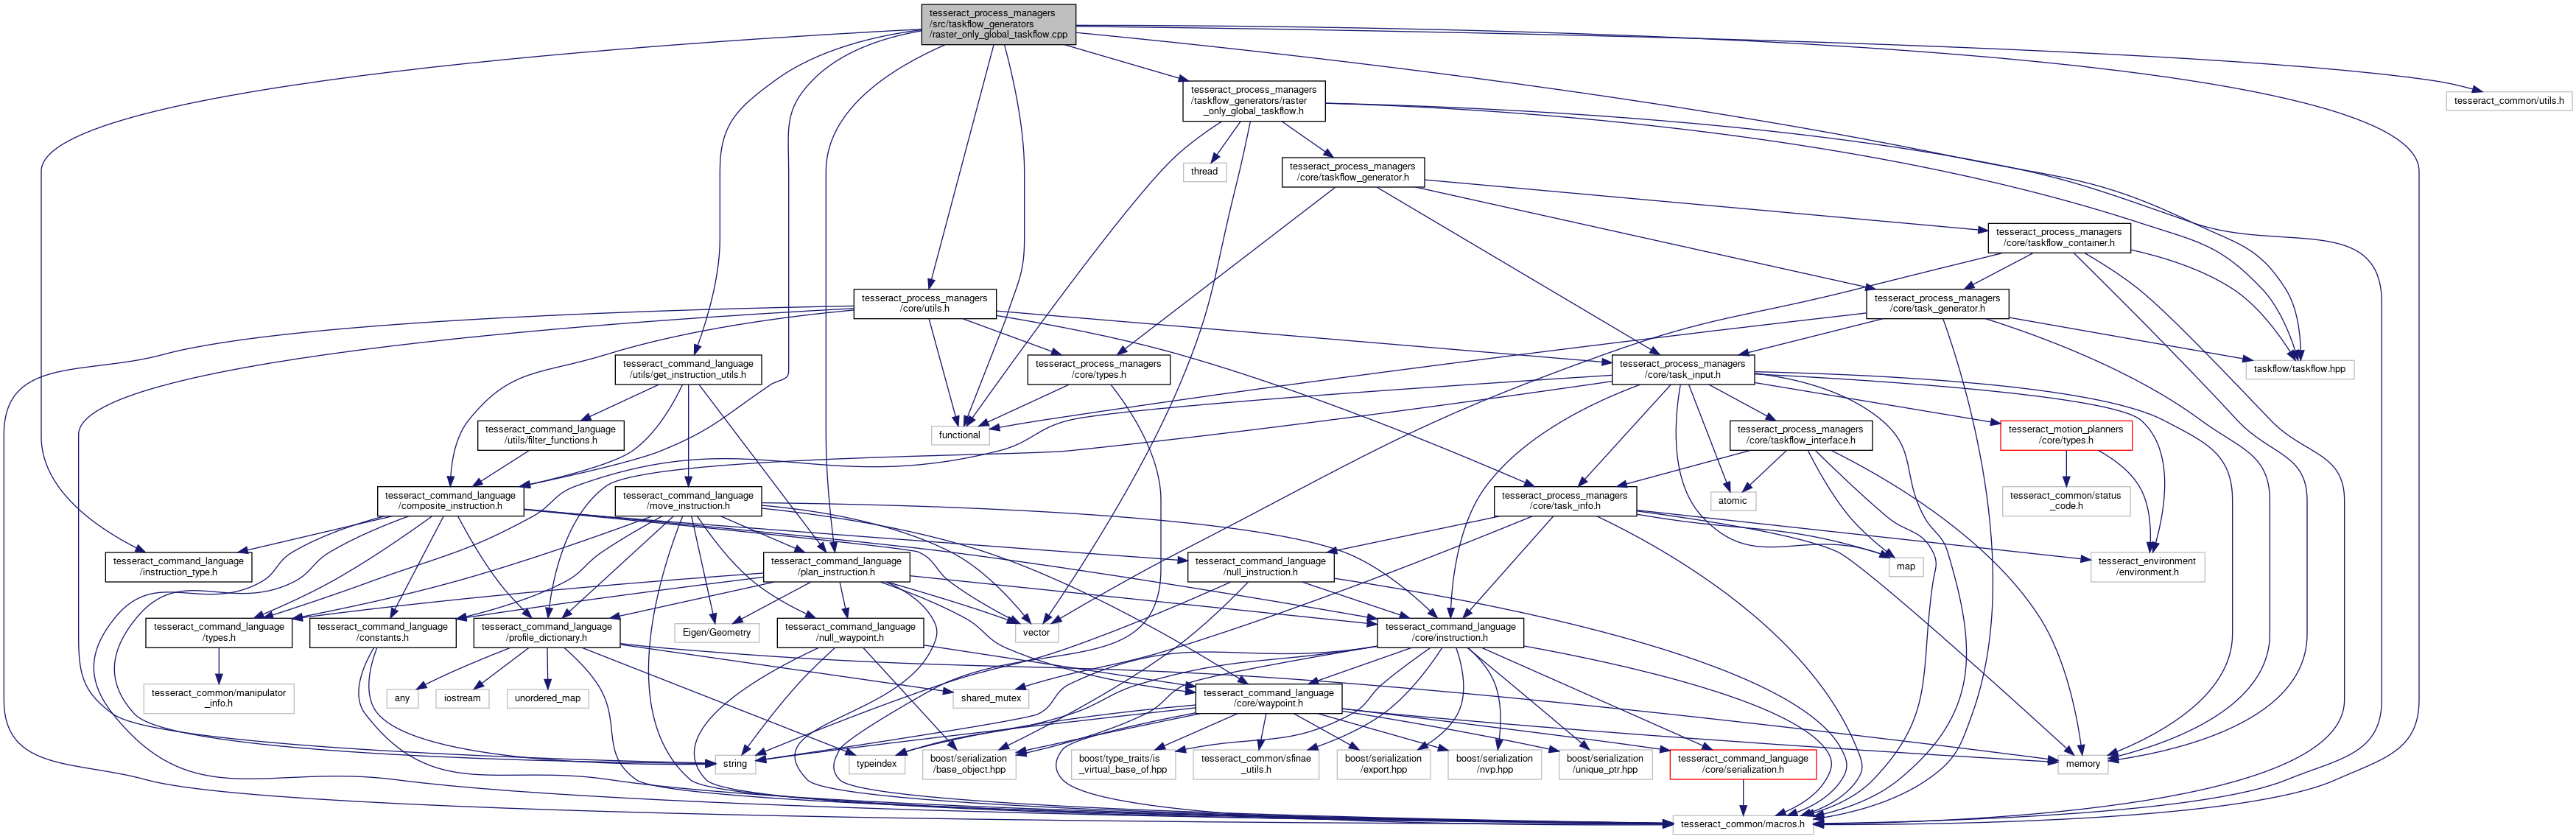 tesseract_process_managers
/src/taskflow_generators
/raster_only_global_taskflow.cpp
tesseract_process_managers
/taskflow_generators/raster
_only_global_taskflow.h
tesseract_common/utils.h
thread
tesseract_process_managers
/core/taskflow_generator.h
tesseract_process_managers
/core/taskflow_container.h
tesseract_process_managers
/core/utils.h
tesseract_process_managers
/core/task_generator.h
tesseract_command_language
/utils/get_instruction_utils.h
tesseract_process_managers
/core/types.h
tesseract_process_managers
/core/task_input.h
taskflow/taskflow.hpp
tesseract_command_language
/utils/filter_functions.h
functional
tesseract_process_managers
/core/taskflow_interface.h
tesseract_motion_planners
/core/types.h
tesseract_command_language
/composite_instruction.h
tesseract_command_language
/move_instruction.h
tesseract_process_managers
/core/task_info.h
atomic
tesseract_common/status
_code.h
tesseract_command_language
/instruction_type.h
tesseract_command_language
/plan_instruction.h
tesseract_command_language
/null_instruction.h
map
tesseract_environment
/environment.h
tesseract_command_language
/types.h
tesseract_command_language
/constants.h
tesseract_command_language
/profile_dictionary.h
Eigen/Geometry
tesseract_command_language
/null_waypoint.h
vector
tesseract_command_language
/core/instruction.h
tesseract_common/manipulator
_info.h
any
iostream
unordered_map
shared_mutex
tesseract_command_language
/core/waypoint.h
string
typeindex
boost/serialization
/base_object.hpp
boost/type_traits/is
_virtual_base_of.hpp
tesseract_common/sfinae
_utils.h
boost/serialization
/export.hpp
boost/serialization
/nvp.hpp
boost/serialization
/unique_ptr.hpp
tesseract_command_language
/core/serialization.h
memory
tesseract_common/macros.h